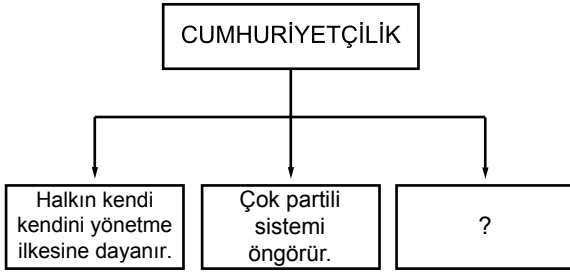 CUMHURİYETÇİLİK
Halkın kendi
kendini yönetme
ilkesine dayanır.
Çok partili
sistemi
öngörür.
?